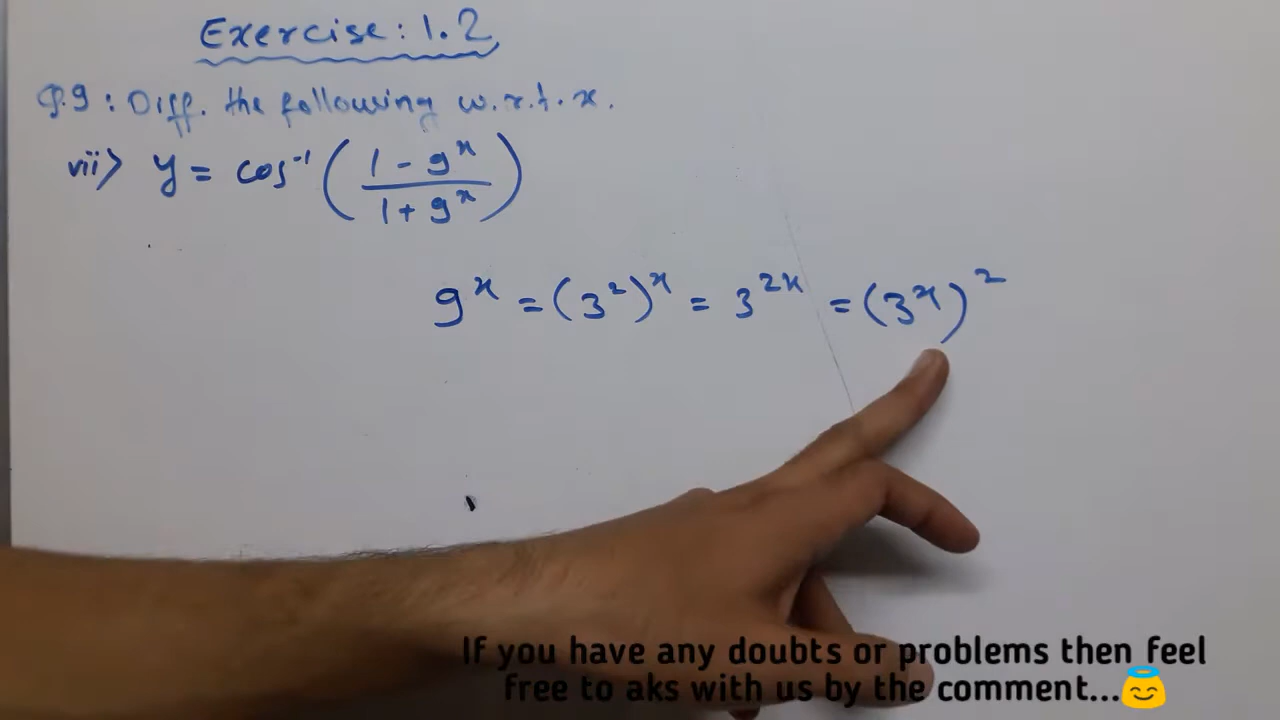 Exercise: 1.2
Q.9: Diff. the following w.r.t. x.
vii> y = cos⁻¹ ( (1 - 9ˣ) / (1 + 9ˣ) )
9ˣ = (3²)ˣ = 3²ˣ = (3ˣ)²
If you have any doubts or problems then feel
free to aks with us by the comment...😇